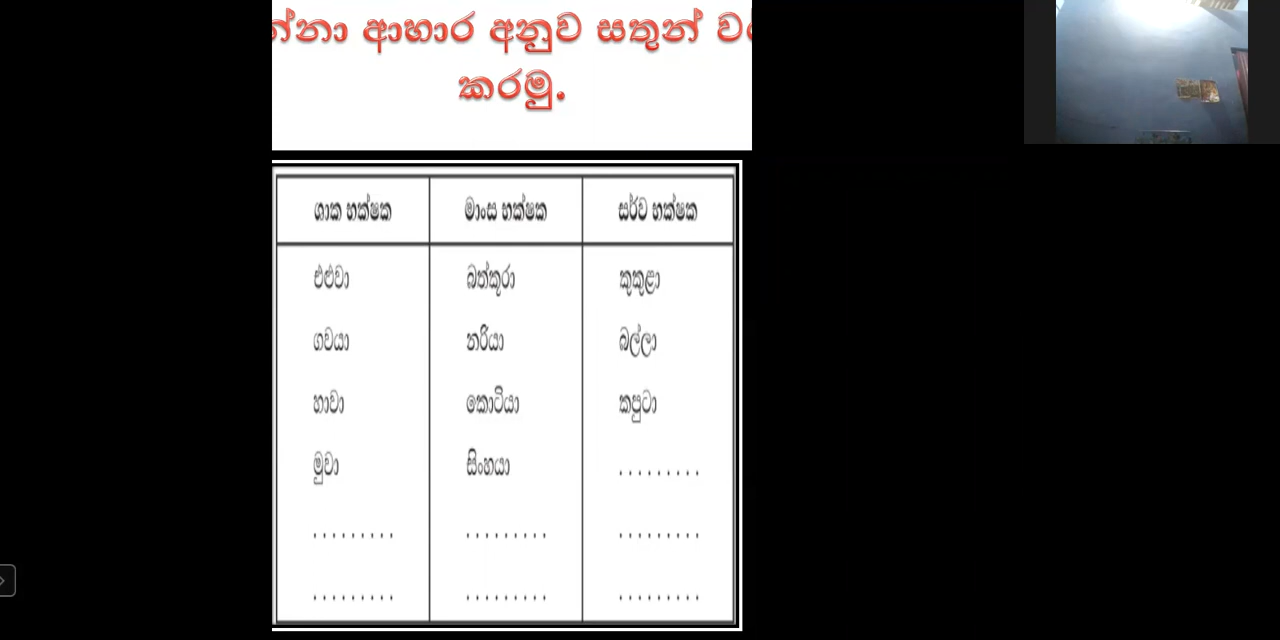 න්නා ආහාර අනුව සතුන්
කරමු.
ශාක භක්ෂක මාංස භක්ෂක සර්ව භක්ෂක
එළුවා බත්කූරා කුකුළා
ගවයා නරියා බල්ලා
හාවා කොටියා කපුටා
මුවා සිංහයා .........
......... ......... .........
......... ......... .........